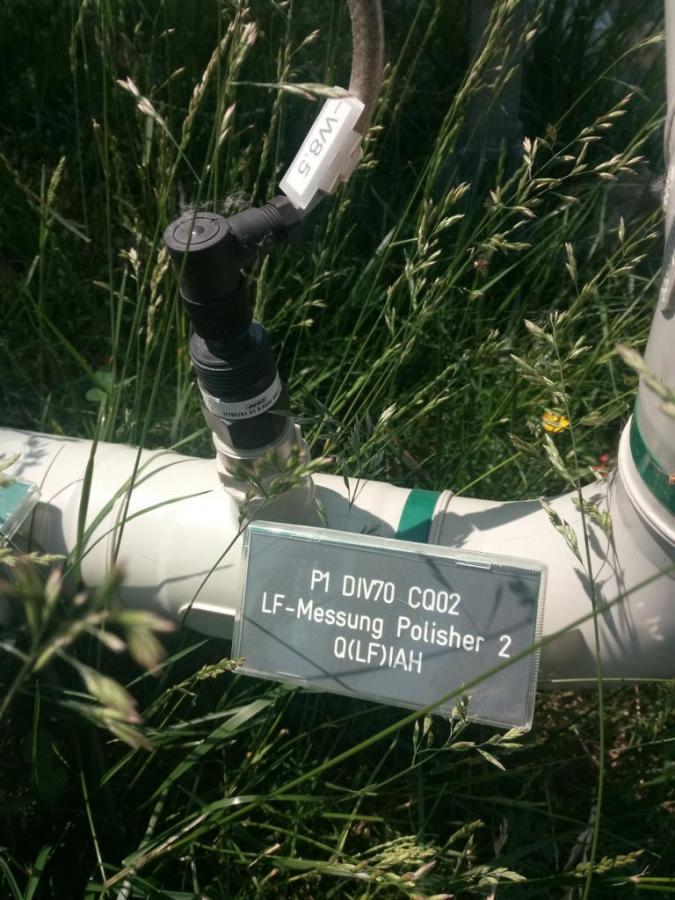 -W8.5
P1 DIV70 CQ02
LF-Messung Polisher 2
Q(LF)IAH